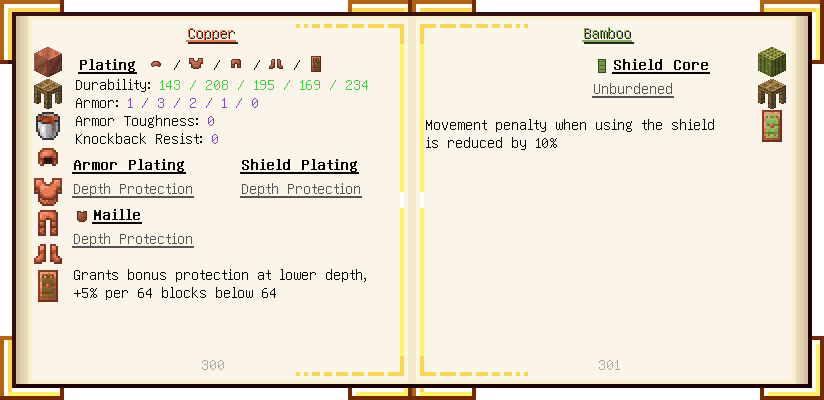 Copper
Plating / / / /
Durability: 143 / 208 / 195 / 169 / 234
Armor: 1 / 3 / 2 / 1 / 0
Armor Toughness: 0
Knockback Resist: 0
Armor Plating
Depth Protection
Shield Plating
Depth Protection
Maille
Depth Protection
Grants bonus protection at lower depth,
+5% per 64 blocks below 64
300
Bamboo
Shield Core
Unburdened
Movement penalty when using the shield
is reduced by 10%
301